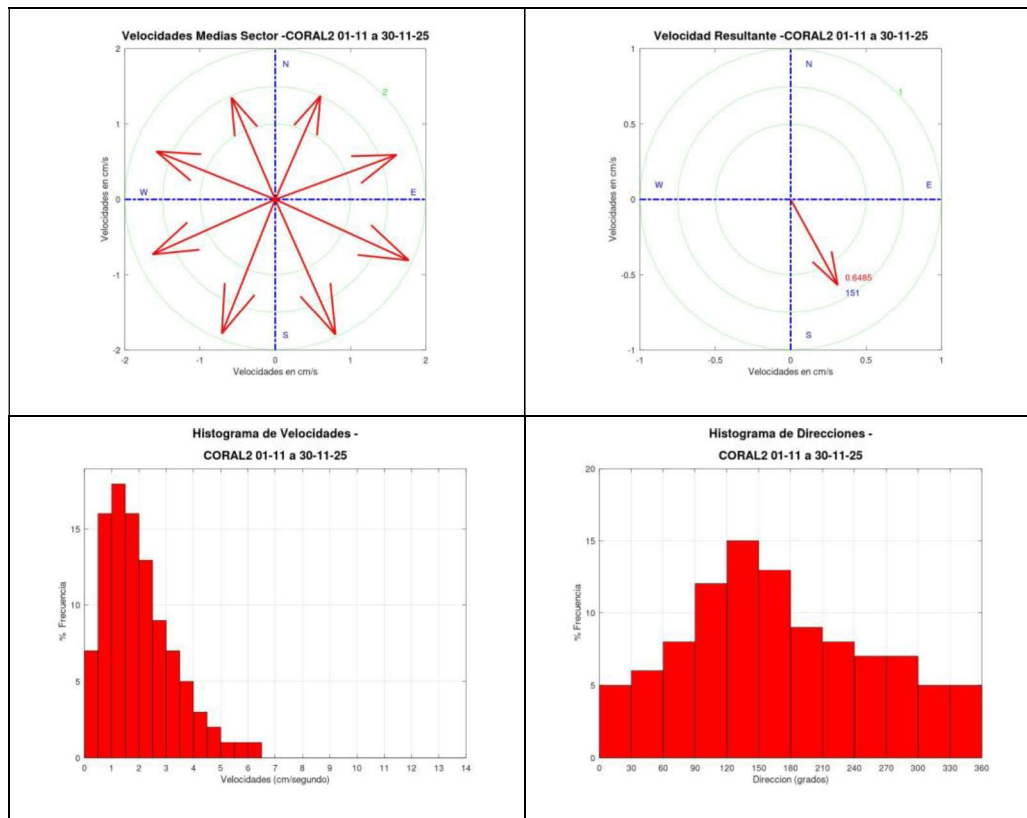 Velocidades Medias Sector -CORAL2 01-11 a 30-11-25
2
N
2
1
Velocidades en cm/s
W
0
E
-1
S
-2
-2
-1
0
1
2
Velocidades en cm/s
Velocidad Resultante -CORAL2 01-11 a 30-11-25
1
N
1
0.5
Velocidades en cm/s
W
0
E
-0.5
0.6485
151
S
-1
-1
-0.5
0
0.5
1
Velocidades en cm/s
Histograma de Velocidades -
CORAL2 01-11 a 30-11-25
15
10
% Frecuencia
5
0
0 1 2 3 4 5 6 7 8 9 10 11 12 13 14
Velocidades (cm/segundo)
Histograma de Direcciones -
CORAL2 01-11 a 30-11-25
20
15
10
% Frecuencia
5
0
0 30 60 90 120 150 180 210 240 270 300 330 360
Direccion (grados)